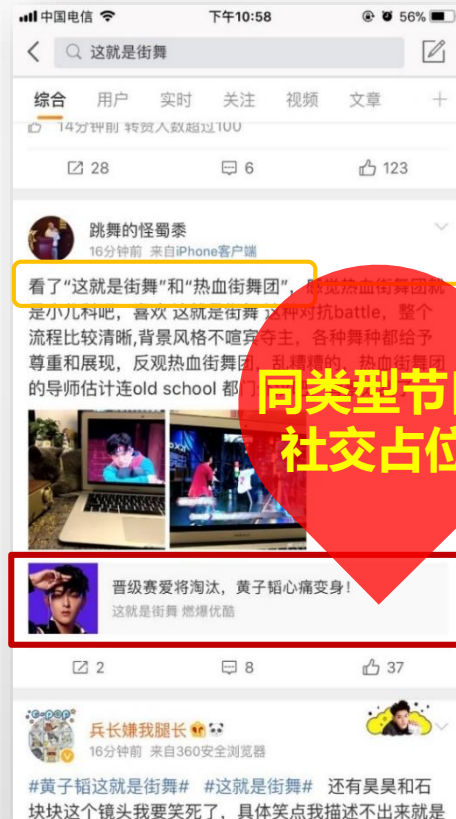 中国电信 下午10:58 56%
这就是街舞
综合 用户 实时 关注 视频 文章
14分钟前 转赞人数超过100
28 6 123
跳舞的怪蜀黍
16分钟前 来自iPhone客户端
看了“这就是街舞”和“热血街舞团”，感觉热血街舞团就
是小儿科吧，喜欢 这就是街舞 这种对抗battle，整个
流程比较清晰,背景风格不喧宾夺主，各种舞种都给予
尊重和展现，反观热血街舞团，乱糟糟的，热血街舞团
的导师估计连old school 都
同类型节
社交占位
晋级赛爱将淘汰，黄子韬心痛变身！
这就是街舞 燃爆优酷
2 8 37
兵长嫌我腿长
16分钟前 来自360安全浏览器
#黄子韬这就是街舞# #这就是街舞# 还有昊昊和石
块块这个镜头我要笑死了，具体笑点我描述不出来就是